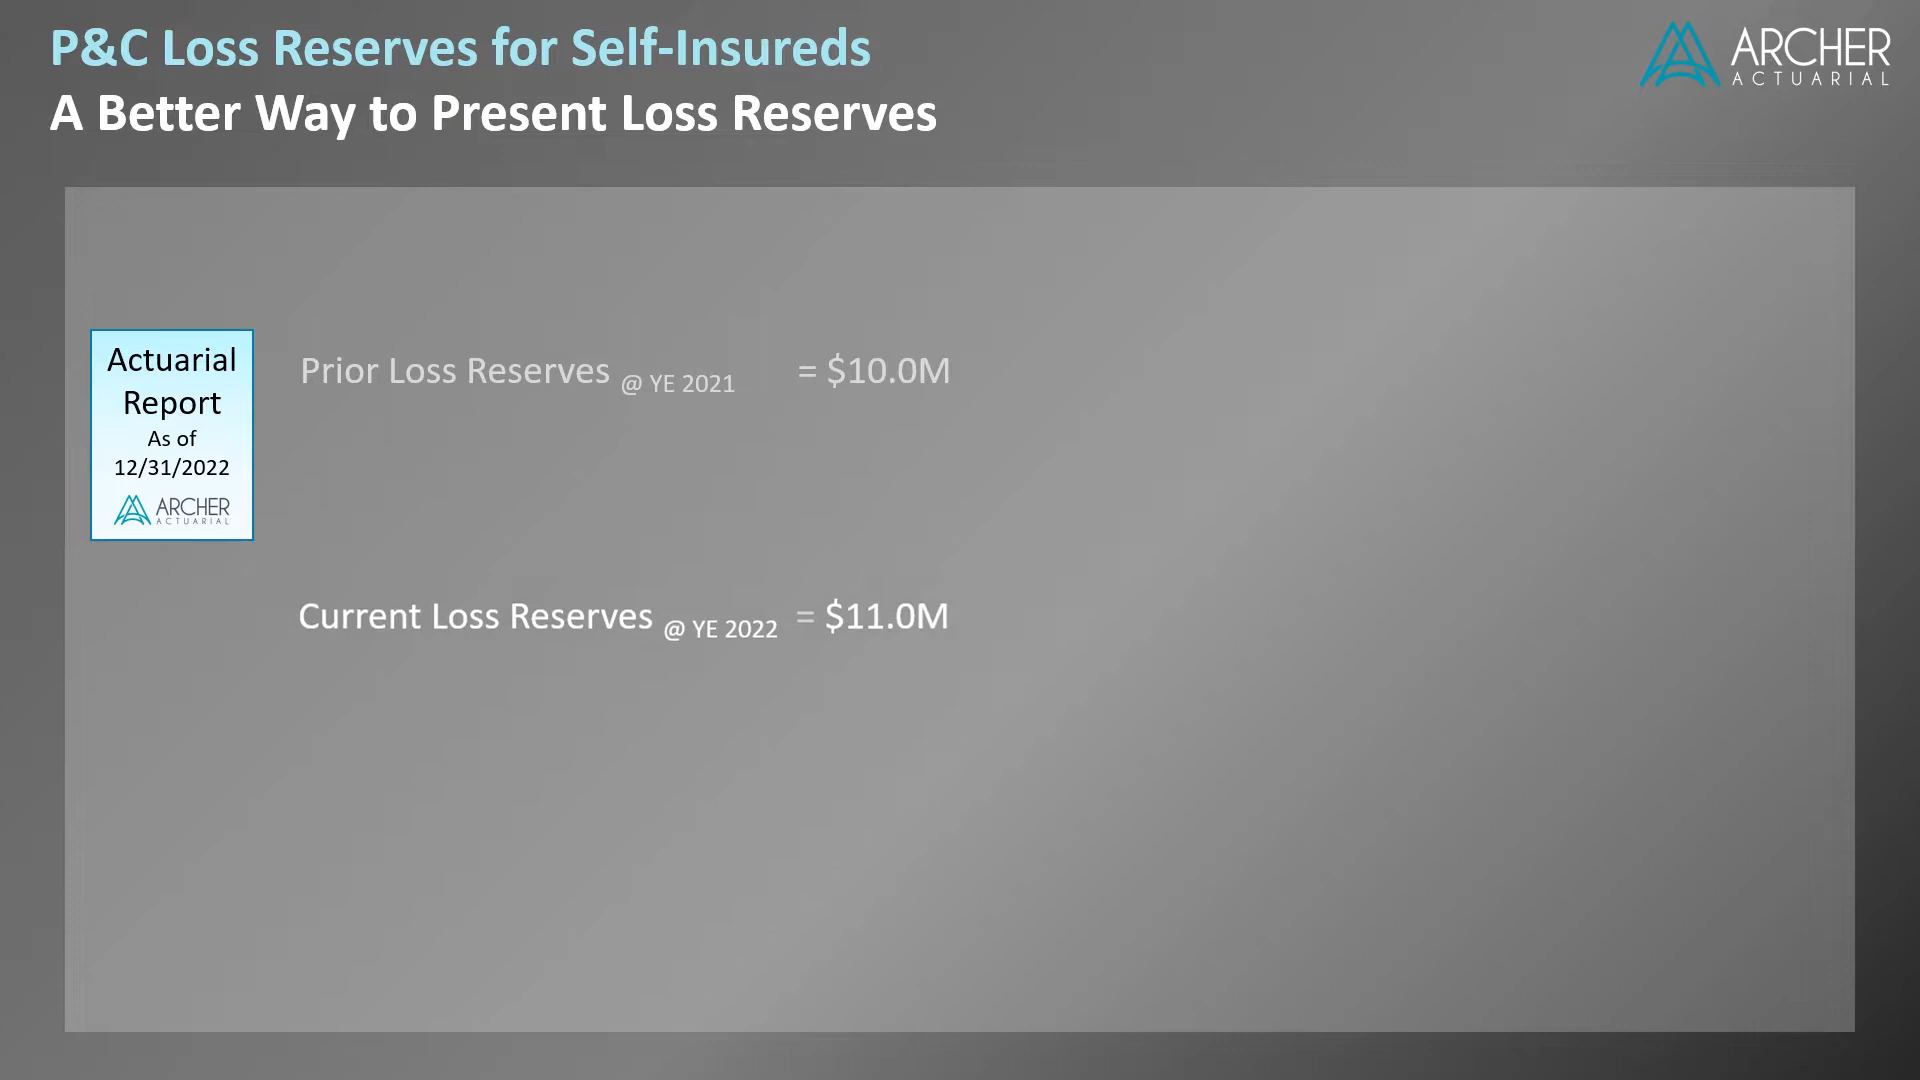 P&C Loss Reserves for Self-Insureds
A Better Way to Present Loss Reserves
ARCHER
ACTUARIAL
Actuarial
Report
As of
12/31/2022
ARCHER
ACTUARIAL
Prior Loss Reserves @ YE 2021 = $10.0M
Current Loss Reserves @ YE 2022 = $11.0M